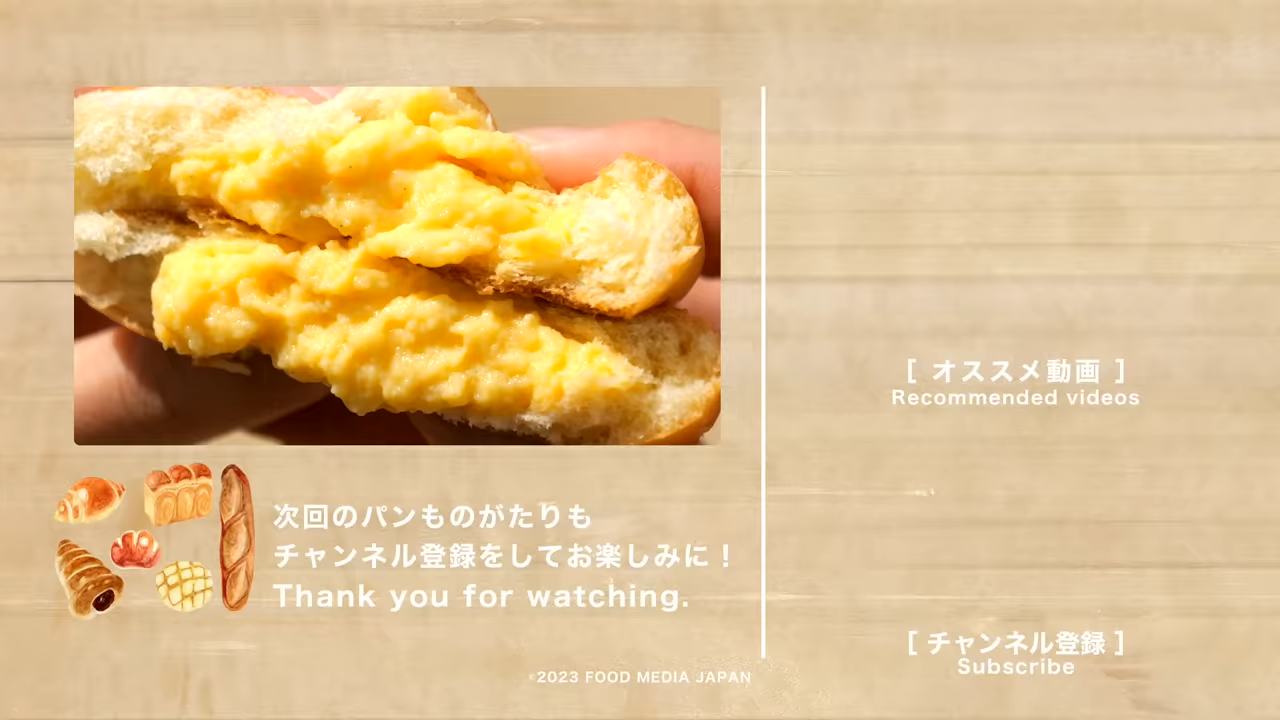 次回のパンものがたりも
チャンネル登録をしてお楽しみに！
Thank you for watching.
©2023 FOOD MEDIA JAPAN
[ オススメ動画 ]
Recommended videos
[ チャンネル登録 ]
Subscribe